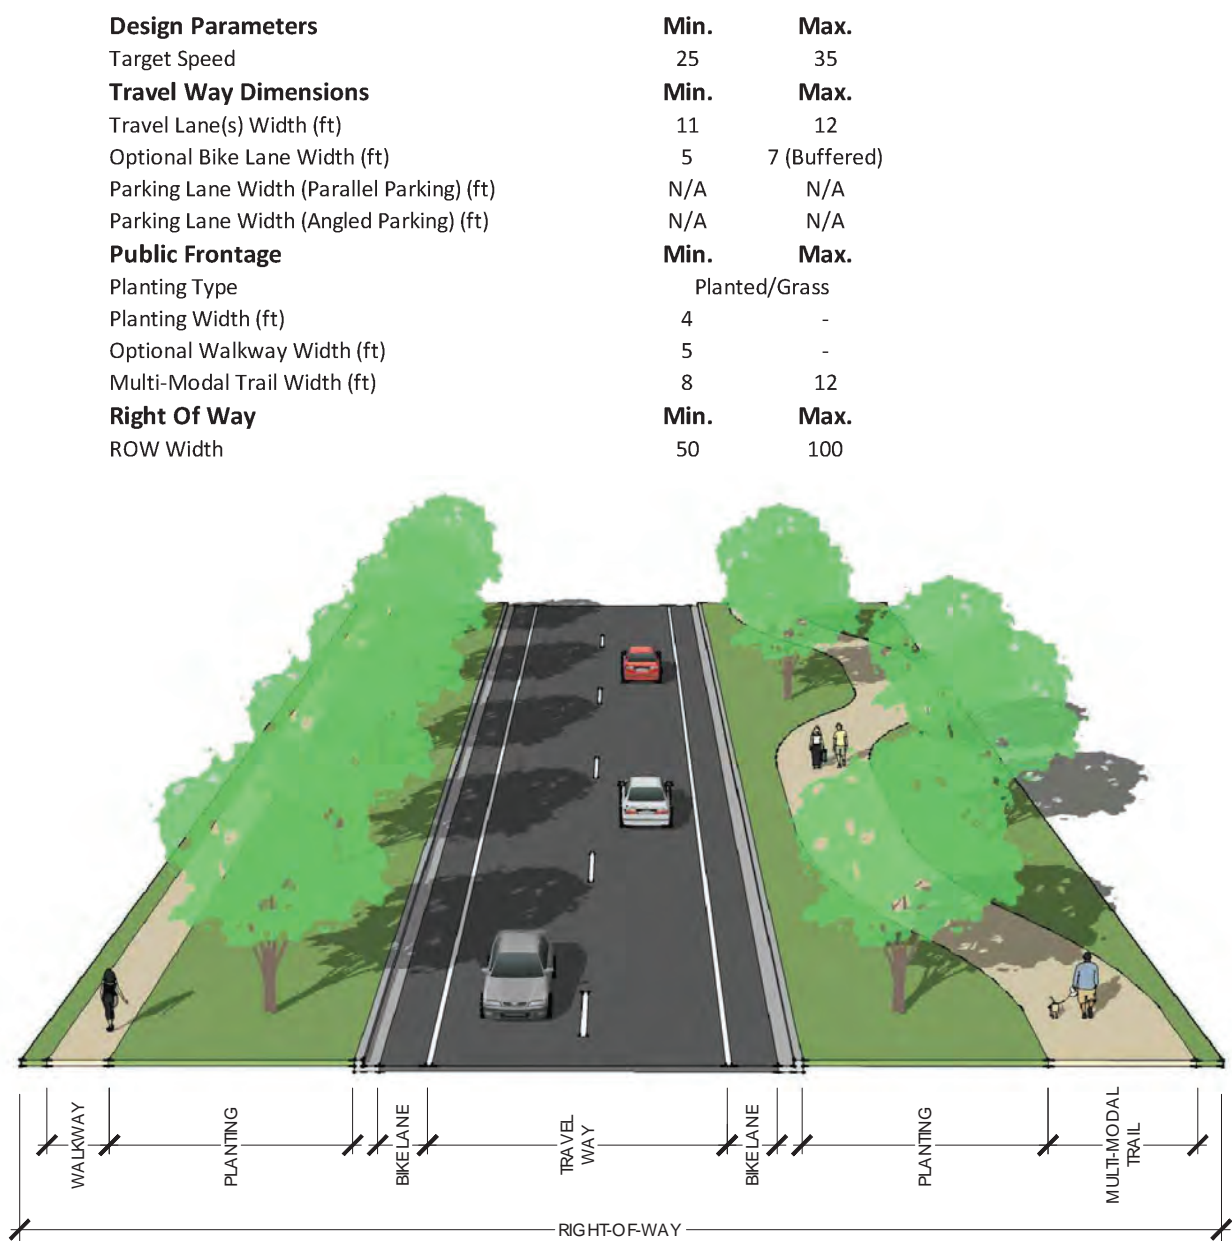 Design Parameters Min. Max.
Target Speed 25 35
Travel Way Dimensions Min. Max.
Travel Lane(s) Width (ft) 11 12
Optional Bike Lane Width (ft) 5 7 (Buffered)
Parking Lane Width (Parallel Parking) (ft) N/A N/A
Parking Lane Width (Angled Parking) (ft) N/A N/A
Public Frontage Min. Max.
Planting Type Planted/Grass
Planting Width (ft) 4 -
Optional Walkway Width (ft) 5 -
Multi-Modal Trail Width (ft) 8 12
Right Of Way Min. Max.
ROW Width 50 100
WALKWAY
PLANTING
BIKE LANE
TRAVEL
WAY
BIKE LANE
PLANTING
MULTI-MODAL
TRAIL
RIGHT-OF-WAY